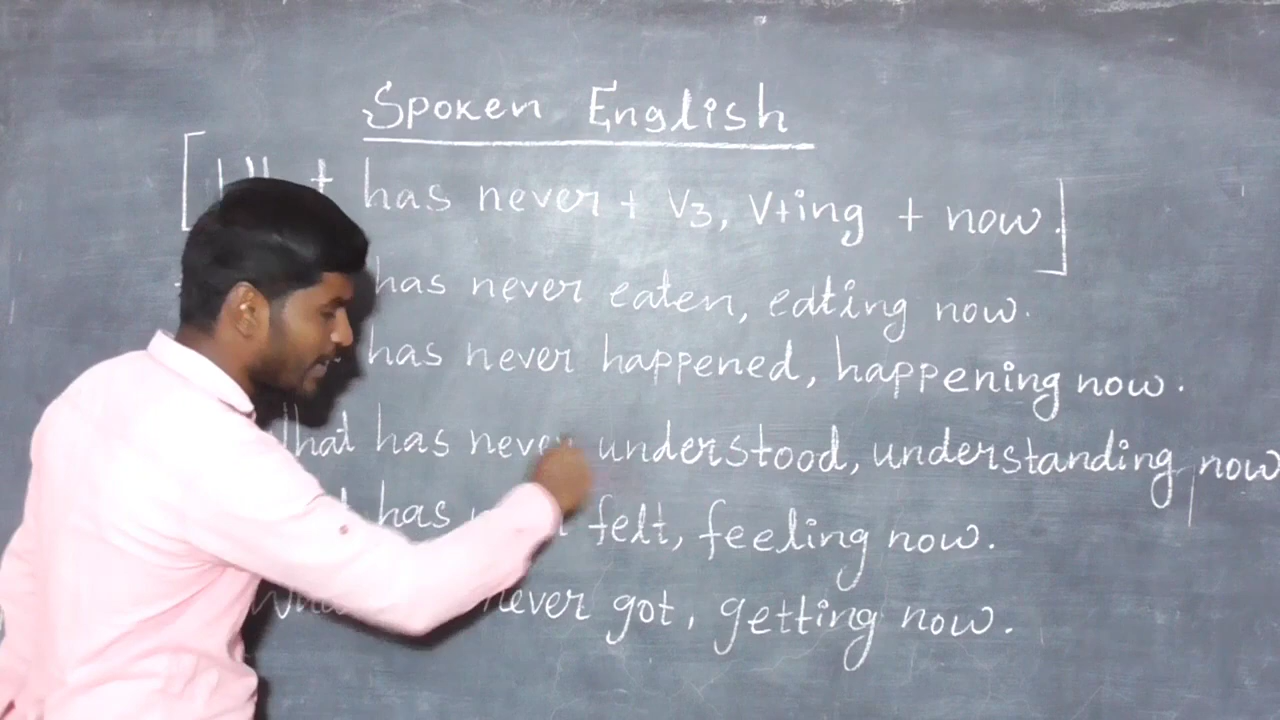 Spoken English
[ has never + V3, V+ing + now.]
has never eaten, eating now.
has never happened, happening now.
What has never understood, understanding now
has felt, feeling now.
never got, getting now.